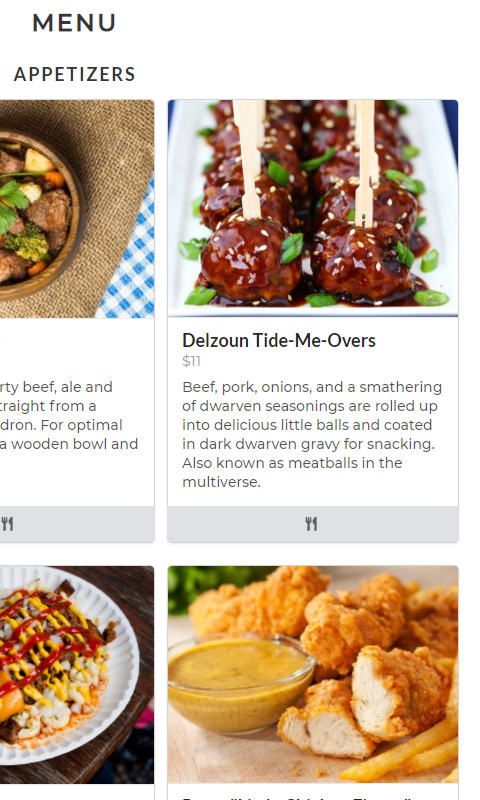 MENU
APPETIZERS
Delzoun Tide-Me-Overs
$11
rty beef, ale and
traight from a
dron. For optimal
a wooden bowl and
Beef, pork, onions, and a smathering
of dwarven seasonings are rolled up
into delicious little balls and coated
in dark dwarven gravy for snacking.
Also known as meatballs in the
multiverse.